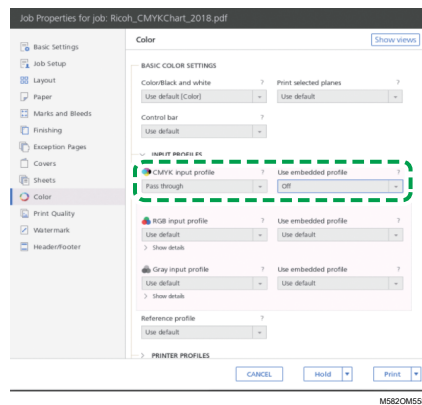 Job Properties for job: Ricoh_CMYKChart_2018.pdf
Basic Settings
Job Setup
Layout
Paper
Marks and Bleeds
Finishing
Exception Pages
Covers
Sheets
Color
Print Quality
Watermark
Header/Footer
Color
Show views
BASIC COLOR SETTINGS
Color/Black and white ? Print selected planes ?
Use default [Color] Use default
Control bar ?
Use default
INPUT PROFILES
CMYK input profile ? Use embedded profile ?
Pass through Off
RGB input profile ? Use embedded profile ?
Use default Use default
> Show details
Gray input profile ? Use embedded profile ?
Use default Use default
> Show details
Reference profile ?
Use default
> PRINTER PROFILES
CANCEL Hold Print
M582OM55